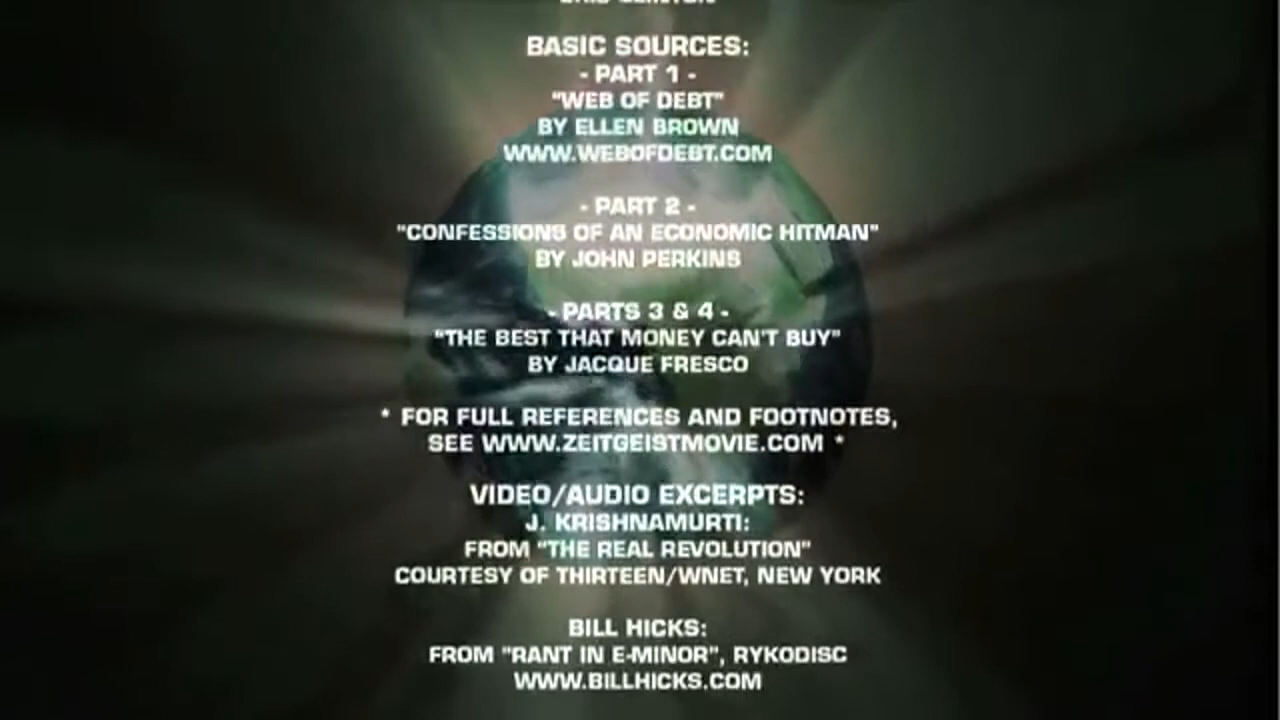 BASIC SOURCES:
- PART 1 -
"WEB OF DEBT"
BY ELLEN BROWN
WWW.WEBOFDEBT.COM
- PART 2 -
"CONFESSIONS OF AN ECONOMIC HITMAN"
BY JOHN PERKINS
- PARTS 3 & 4 -
"THE BEST THAT MONEY CAN'T BUY"
BY JACQUE FRESCO
* FOR FULL REFERENCES AND FOOTNOTES,
SEE WWW.ZEITGEISTMOVIE.COM *
VIDEO/AUDIO EXCERPTS:
J. KRISHNAMURTI:
FROM "THE REAL REVOLUTION"
COURTESY OF THIRTEEN/WNET, NEW YORK
BILL HICKS:
FROM "RANT IN E-MINOR", RYKODISC
WWW.BILLHICKS.COM